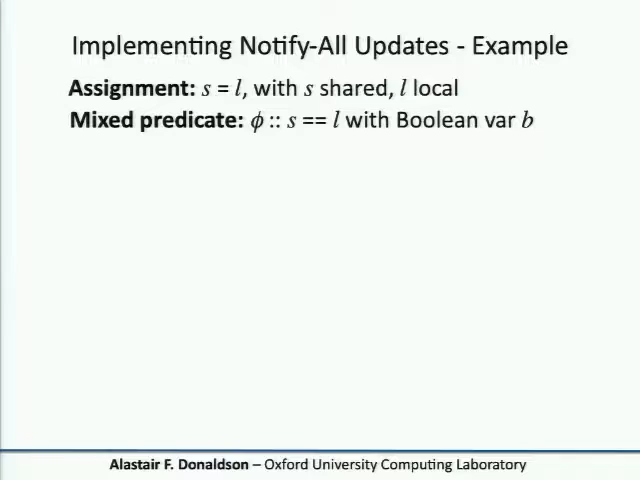 Implementing Notify-All Updates - Example
Assignment: s = l, with s shared, l local
Mixed predicate: ϕ :: s == l with Boolean var b
Alastair F. Donaldson – Oxford University Computing Laboratory